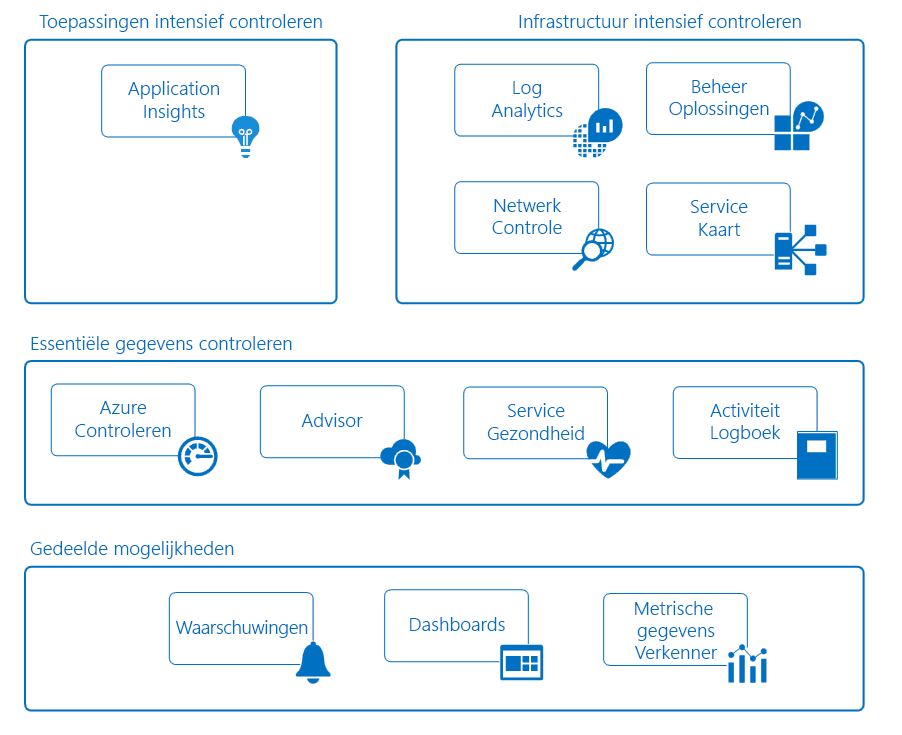 Toepassingen intensief controleren
Application
Insights
Infrastructuur intensief controleren
Log
Analytics
Beheer
Oplossingen
Netwerk
Controle
Service
Kaart
Essentiële gegevens controleren
Azure
Controleren
Advisor
Service
Gezondheid
Activiteit
Logboek
Gedeelde mogelijkheden
Waarschuwingen
Dashboards
Metrische
gegevens
Verkenner